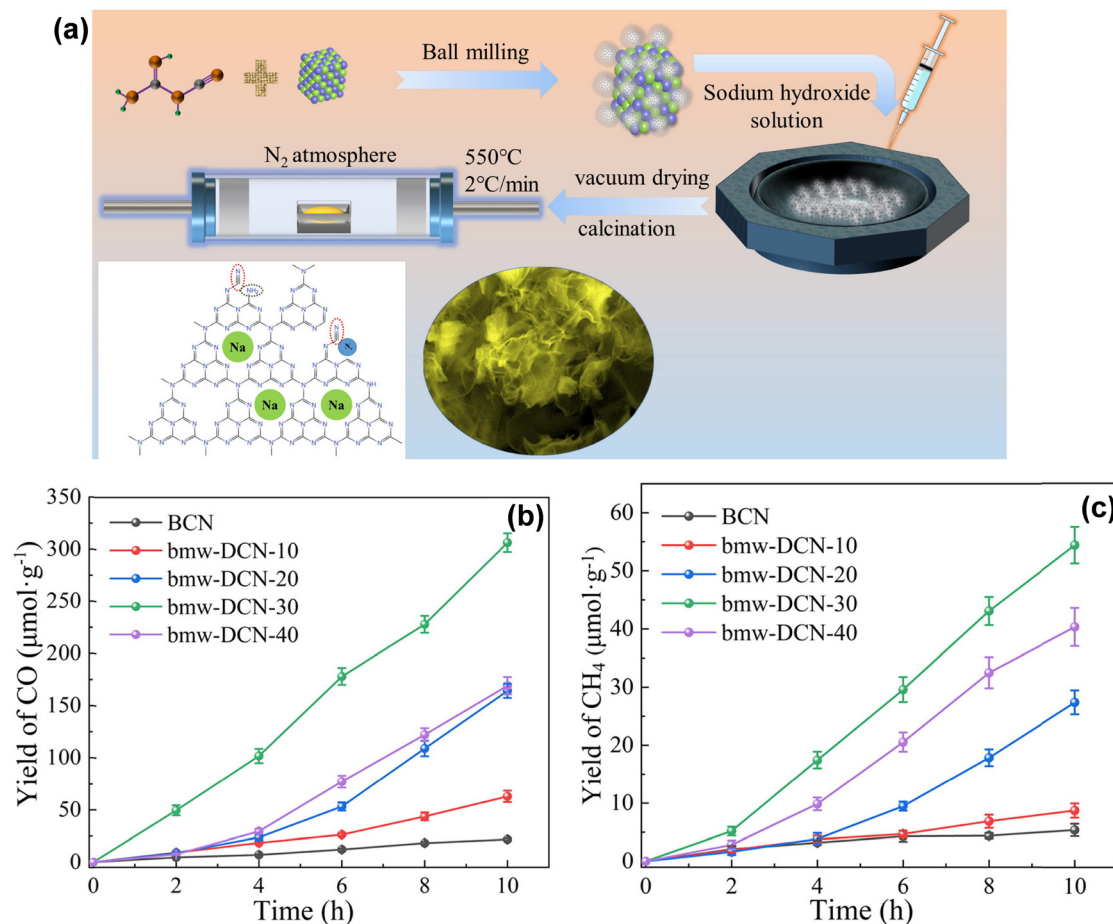 (a)
Ball milling
Sodium hydroxide
solution
N₂ atmosphere
550°C
2°C/min
vacuum drying
calcination
NH₂
Na
Na
Na
NH
(b)
BCN
bmw-DCN-10
bmw-DCN-20
bmw-DCN-30
bmw-DCN-40
Yield of CO (μmol·g⁻¹)
350
300
250
200
150
100
50
0
0 2 4 6 8 10
Time (h)
(c)
BCN
bmw-DCN-10
bmw-DCN-20
bmw-DCN-30
bmw-DCN-40
Yield of CH₄ (μmol·g⁻¹)
60
50
40
30
20
10
0
0 2 4 6 8 10
Time (h)